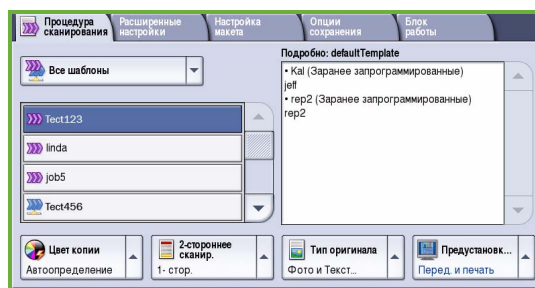 Процедура сканирования
Расширенные настройки
Настройка макета
Опции сохранения
Блок работы
Все шаблоны
Тест123
linda
job5
Тест456
Подробно: defaultTemplate
• Kal (Заранее запрограммированные)
jeff
• rep2 (Заранее запрограммированные)
rep2
Цвет копии
Автоопределение
2-стороннее сканир.
1- стор.
Тип оригинала
Фото и Текст...
Предустановк...
Перед. и печать